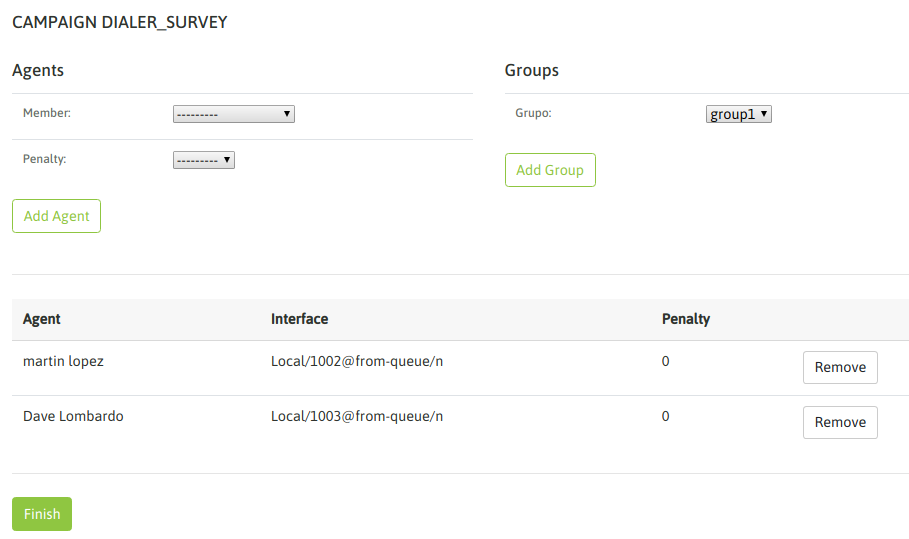 CAMPAIGN DIALER_SURVEY
Agents
Groups
Member: ---------
Grupo: group1
Penalty: ---------
Add Group
Add Agent
Agent Interface Penalty
martin lopez Local/1002@from-queue/n 0 Remove
Dave Lombardo Local/1003@from-queue/n 0 Remove
Finish